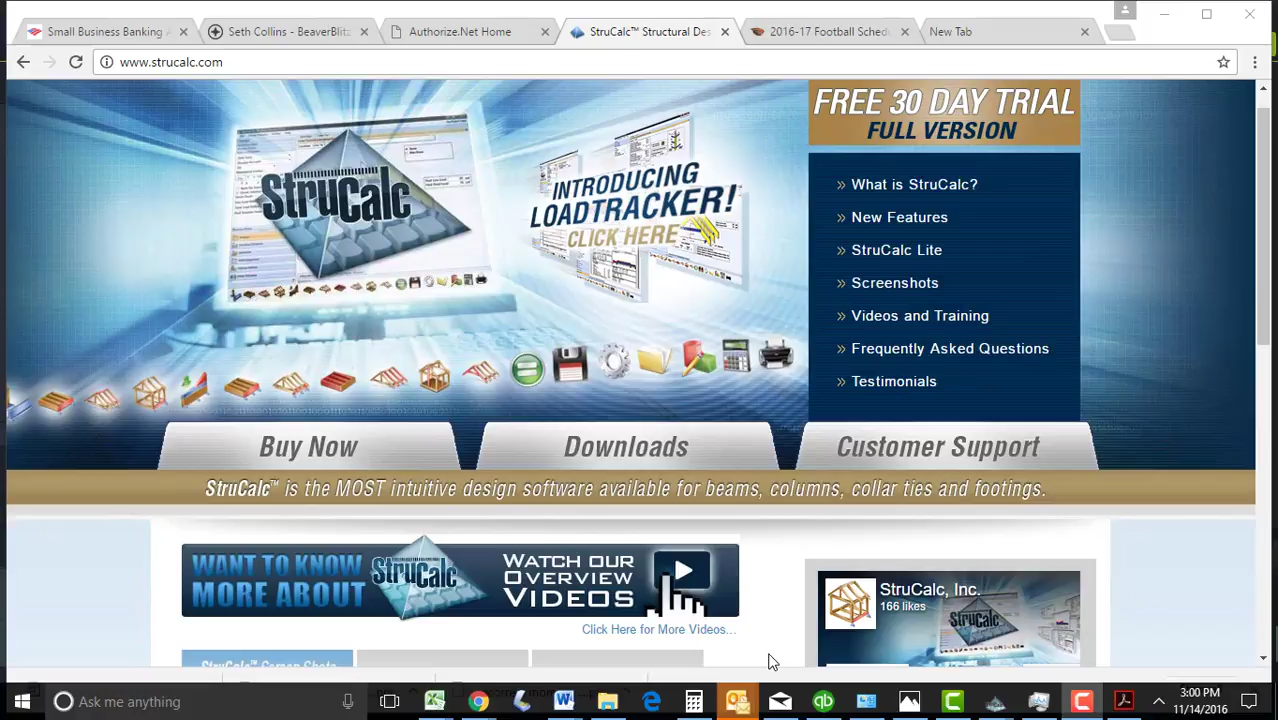 Small Business Banking
Seth Collins - BeaverBlitz
Authorize.Net Home
StruCalc™ Structural Des
2016-17 Football Schedu
New Tab
www.strucalc.com
StruCalc
INTRODUCING
LOADTRACKER!
CLICK HERE
FREE 30 DAY TRIAL
FULL VERSION
» What is StruCalc?
» New Features
» StruCalc Lite
» Screenshots
» Videos and Training
» Frequently Asked Questions
» Testimonials
Buy Now
Downloads
Customer Support
StruCalc™ is the MOST intuitive design software available for beams, columns, collar ties and footings.
WANT TO KNOW
MORE ABOUT
StruCalc
WATCH OUR
OVERVIEW
VIDEOS
Click Here for More Videos...
StruCalc, Inc.
166 likes
StruCalc
StruCalc™ Screen Shots
Ask me anything
3:00 PM
11/14/2016